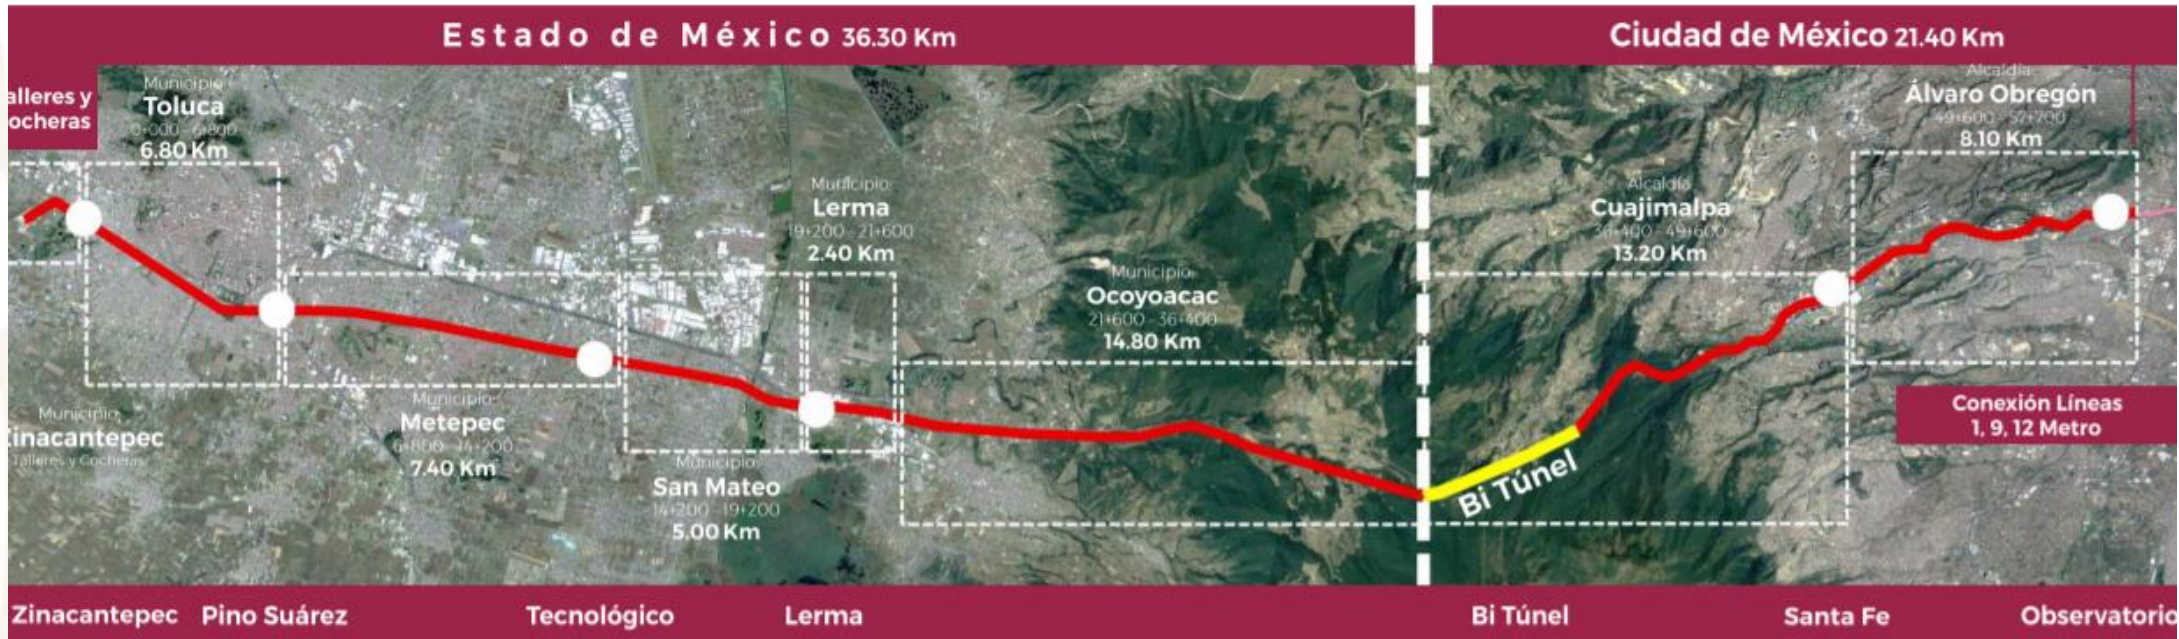 Estado de México 36.30 Km
Ciudad de México 21.40 Km
alleres y
ocheras
Municipio
Toluca
0+000 - 6+800
6.80 Km
Municipio
Lerma
19+200 - 21+600
2.40 Km
Municipio
Ocoyoacac
21+600 - 36+400
14.80 Km
Alcaldía
Cuajimalpa
36+400 - 49+600
13.20 Km
Alcaldía
Álvaro Obregón
49+600 - 57+700
8.10 Km
Municipio
Zinacantepec
Talleres y Cocheras
Municipio
Metepec
6+800 - 14+200
7.40 Km
Municipio
San Mateo
14+200 - 19+200
5.00 Km
Bi Túnel
Conexión Líneas
1, 9, 12 Metro
Zinacantepec
Pino Suárez
Tecnológico
Lerma
Bi Túnel
Santa Fe
Observatorio